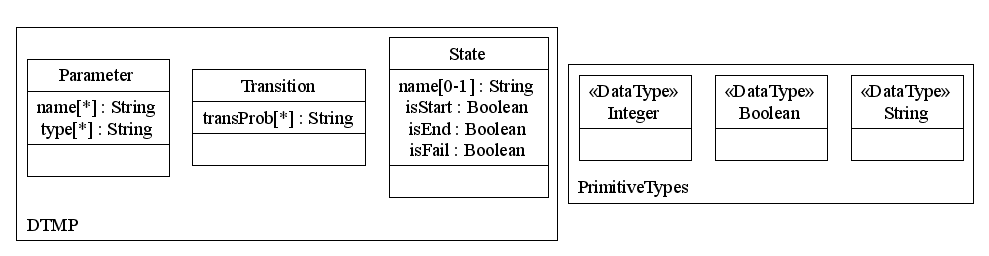 Parameter
name[*] : String
type[*] : String
Transition
transProb[*] : String
State
name[0-1] : String
isStart : Boolean
isEnd : Boolean
isFail : Boolean
DTMP
«DataType»
Integer
«DataType»
Boolean
«DataType»
String
PrimitiveTypes